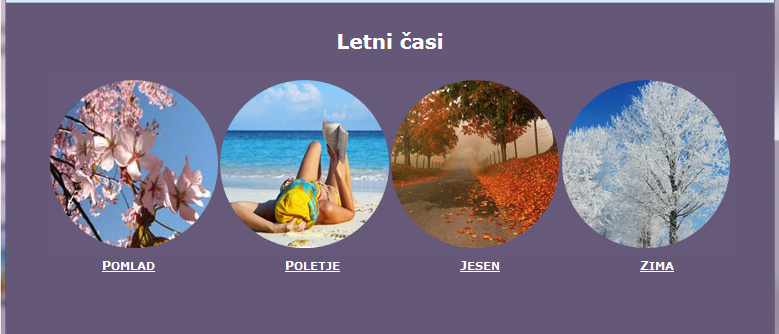 Letni časi
POMLAD
POLETJE
JESEN
ZIMA